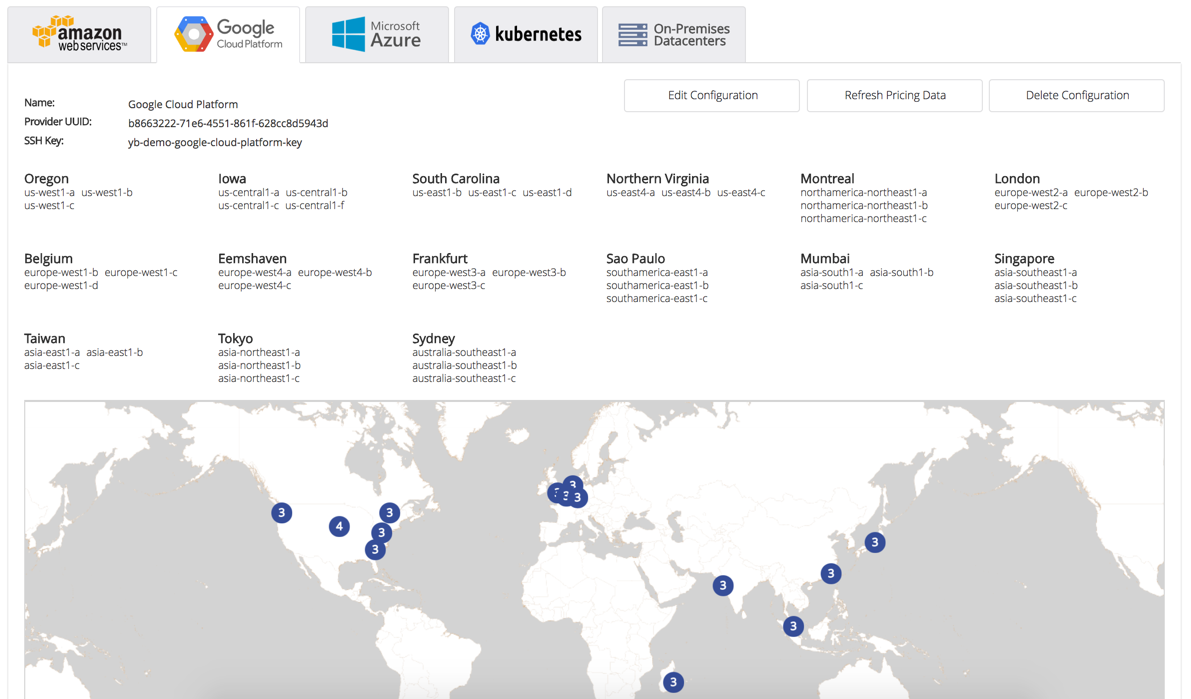 amazon
web services™
Google
Cloud Platform
Microsoft
Azure
kubernetes
On-Premises
Datacenters
Edit Configuration
Refresh Pricing Data
Delete Configuration
Name: Google Cloud Platform
Provider UUID: b8663222-71e6-4551-861f-628cc8d5943d
SSH Key: yb-demo-google-cloud-platform-key
Oregon
us-west1-a us-west1-b
us-west1-c
Iowa
us-central1-a us-central1-b
us-central1-c us-central1-f
South Carolina
us-east1-b us-east1-c us-east1-d
Northern Virginia
us-east4-a us-east4-b us-east4-c
Montreal
northamerica-northeast1-a
northamerica-northeast1-b
northamerica-northeast1-c
London
europe-west2-a europe-west2-b
europe-west2-c
Belgium
europe-west1-b europe-west1-c
europe-west1-d
Eemshaven
europe-west4-a europe-west4-b
europe-west4-c
Frankfurt
europe-west3-a europe-west3-b
europe-west3-c
Sao Paulo
southamerica-east1-a
southamerica-east1-b
southamerica-east1-c
Mumbai
asia-south1-a asia-south1-b
asia-south1-c
Singapore
asia-southeast1-a
asia-southeast1-b
asia-southeast1-c
Taiwan
asia-east1-a asia-east1-b
asia-east1-c
Tokyo
asia-northeast1-a
asia-northeast1-b
asia-northeast1-c
Sydney
australia-southeast1-a
australia-southeast1-b
australia-southeast1-c
3
4
3
3
3
3
3
3
3
3
3
3
3